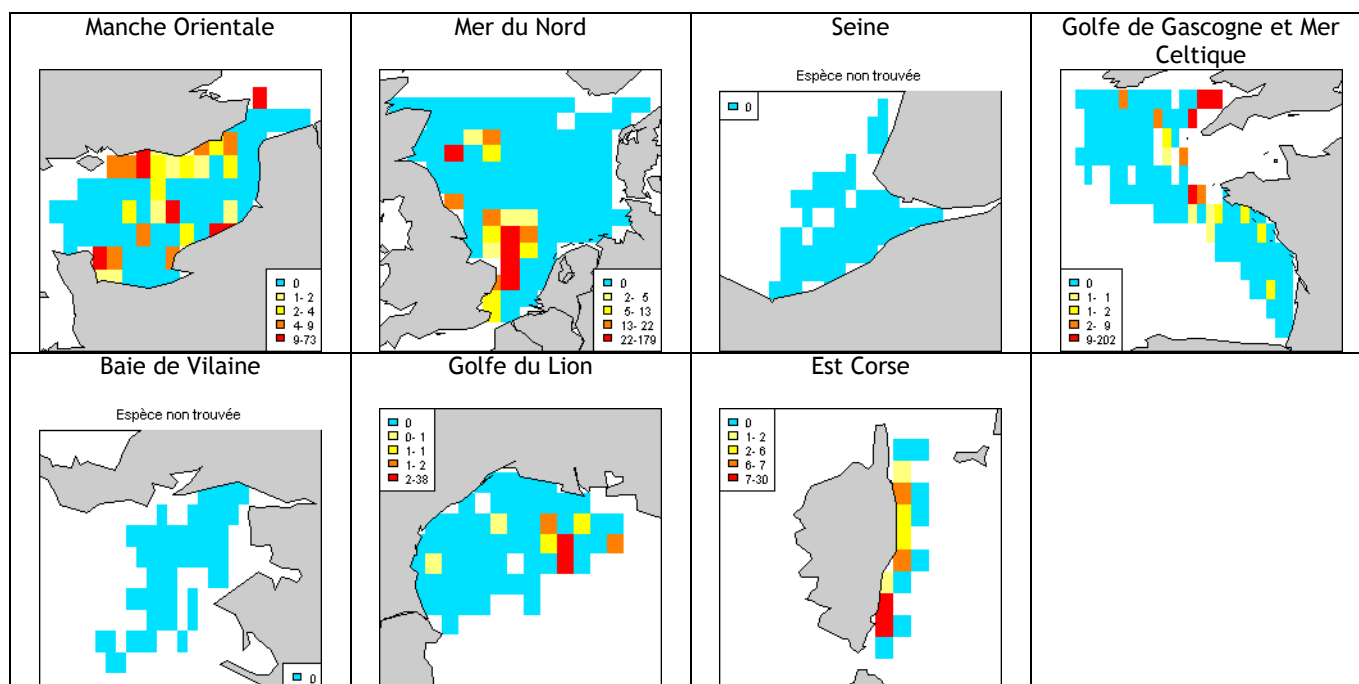 Manche Orientale
Mer du Nord
Seine
Golfe de Gascogne et Mer
Celtique
Espèce non trouvée
0
1- 2
2- 4
4- 9
9-73
0
2- 5
5- 13
13- 22
22-179
0
0
1- 1
1- 2
2- 9
9-202
Baie de Vilaine
Golfe du Lion
Est Corse
Espèce non trouvée
0
0
0- 1
1- 1
1- 2
2-38
0
1- 2
2- 6
6- 7
7-30